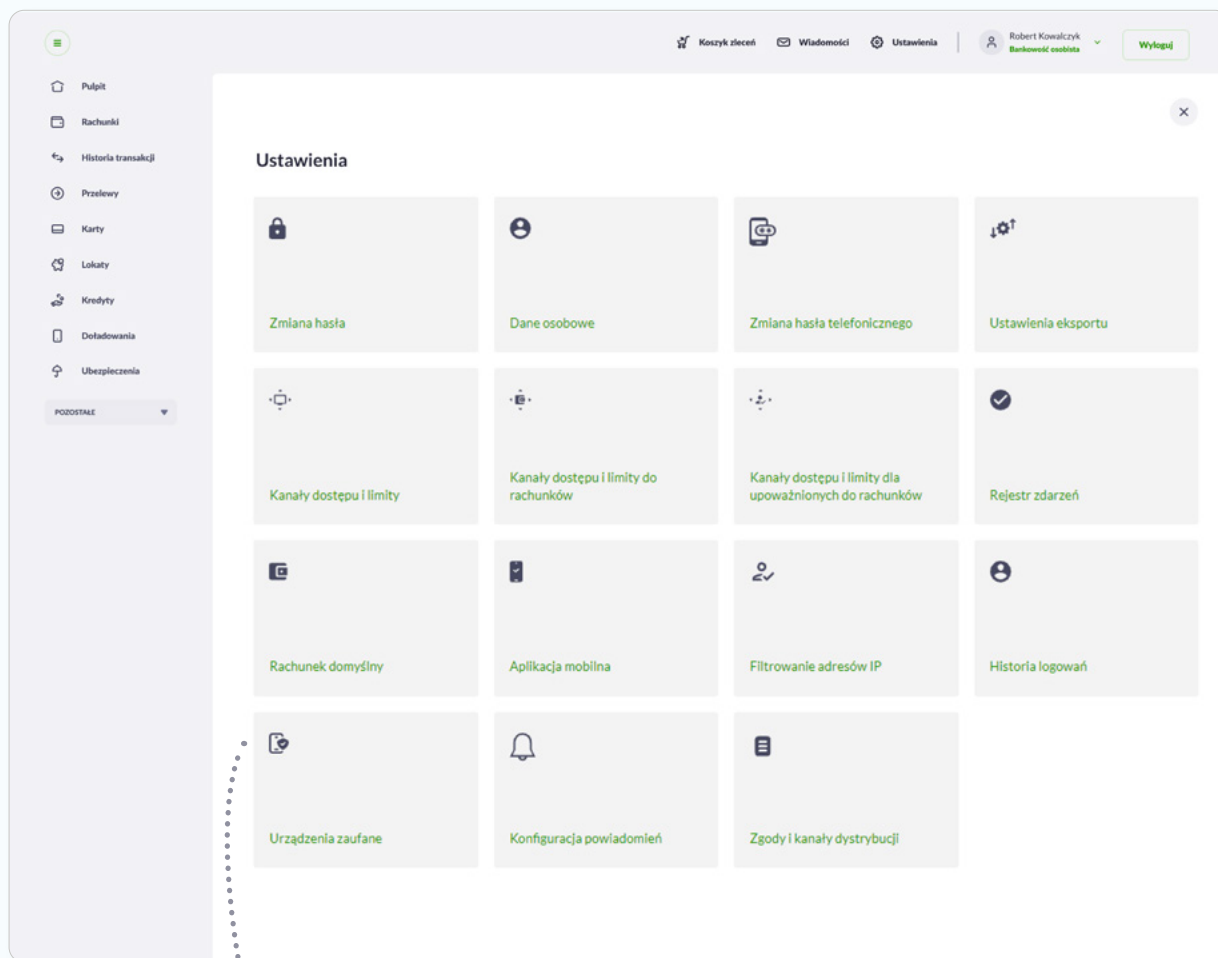 Koszyk zleceń
Wiadomości
Ustawienia
Robert Kowalczyk
Bankowość osobista
Wyloguj
Pulpit
Rachunki
Historia transakcji
Przelewy
Karty
Lokaty
Kredyty
Doładowania
Ubezpieczenia
POZOSTAŁE
Ustawienia
Zmiana hasła
Dane osobowe
Zmiana hasła telefonicznego
Ustawienia eksportu
Kanały dostępu i limity
Kanały dostępu i limity do
rachunków
Kanały dostępu i limity dla
upoważnionych do rachunków
Rejestr zdarzeń
Rachunek domyślny
Aplikacja mobilna
Filtrowanie adresów IP
Historia logowań
Urządzenia zaufane
Konfiguracja powiadomień
Zgody i kanały dystrybucji